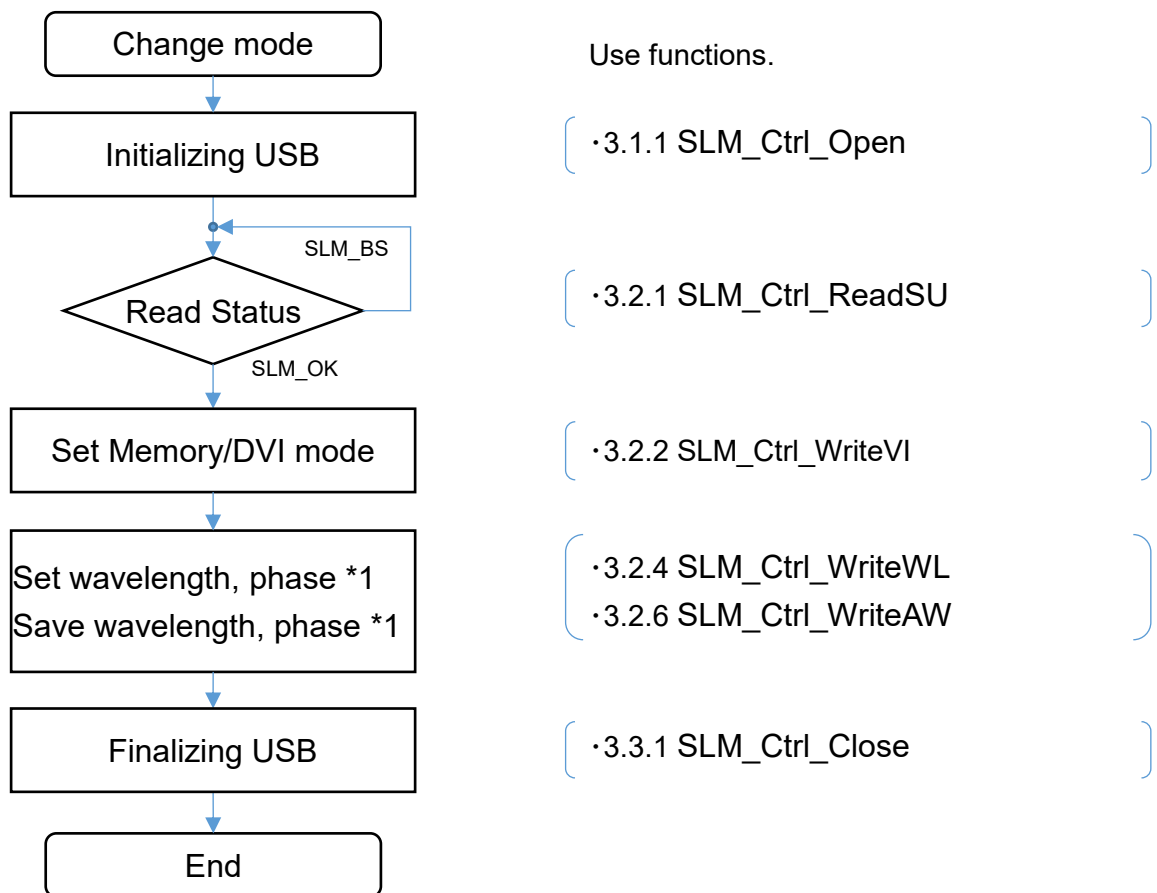 Change mode
Use functions.
Initializing USB
・3.1.1 SLM_Ctrl_Open
SLM_BS
Read Status
・3.2.1 SLM_Ctrl_ReadSU
SLM_OK
Set Memory/DVI mode
・3.2.2 SLM_Ctrl_WriteVI
Set wavelength, phase *1
Save wavelength, phase *1
・3.2.4 SLM_Ctrl_WriteWL
・3.2.6 SLM_Ctrl_WriteAW
Finalizing USB
・3.3.1 SLM_Ctrl_Close
End